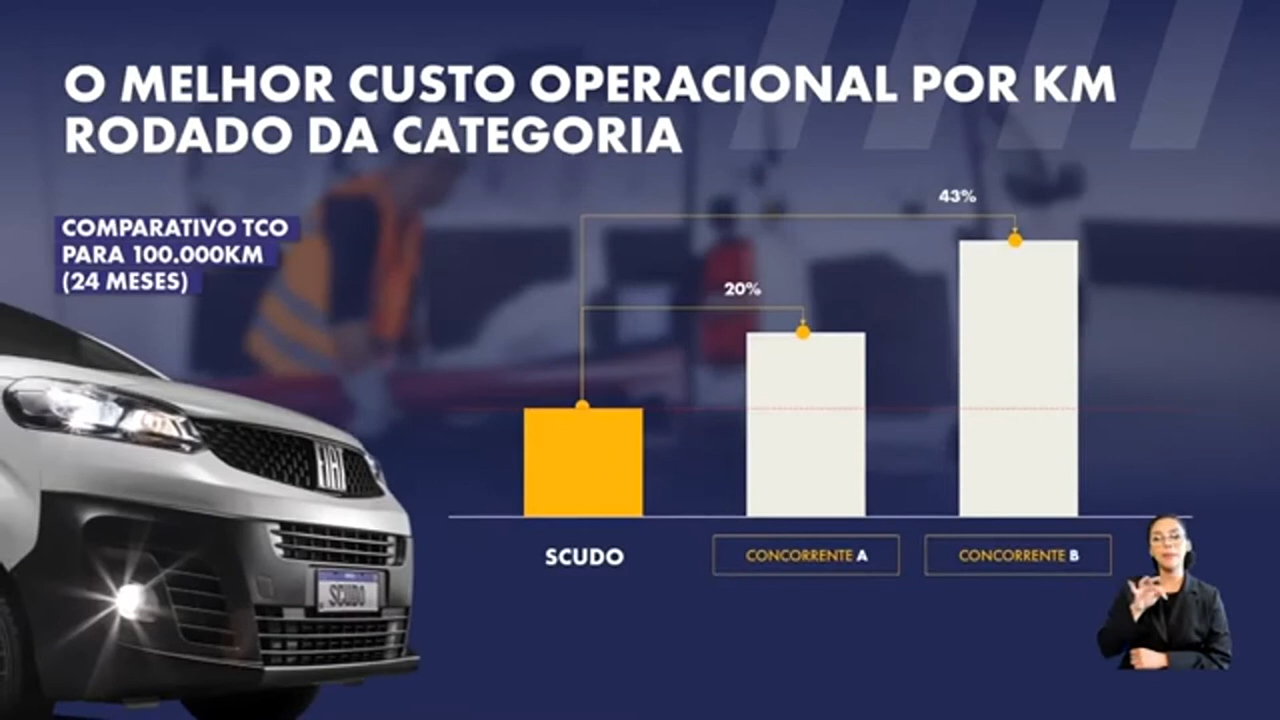 O MELHOR CUSTO OPERACIONAL POR KM
RODADO DA CATEGORIA
COMPARATIVO TCO
PARA 100.000KM
(24 MESES)
43%
20%
FIAT
SCUDO
SCUDO
CONCORRENTE A
CONCORRENTE B